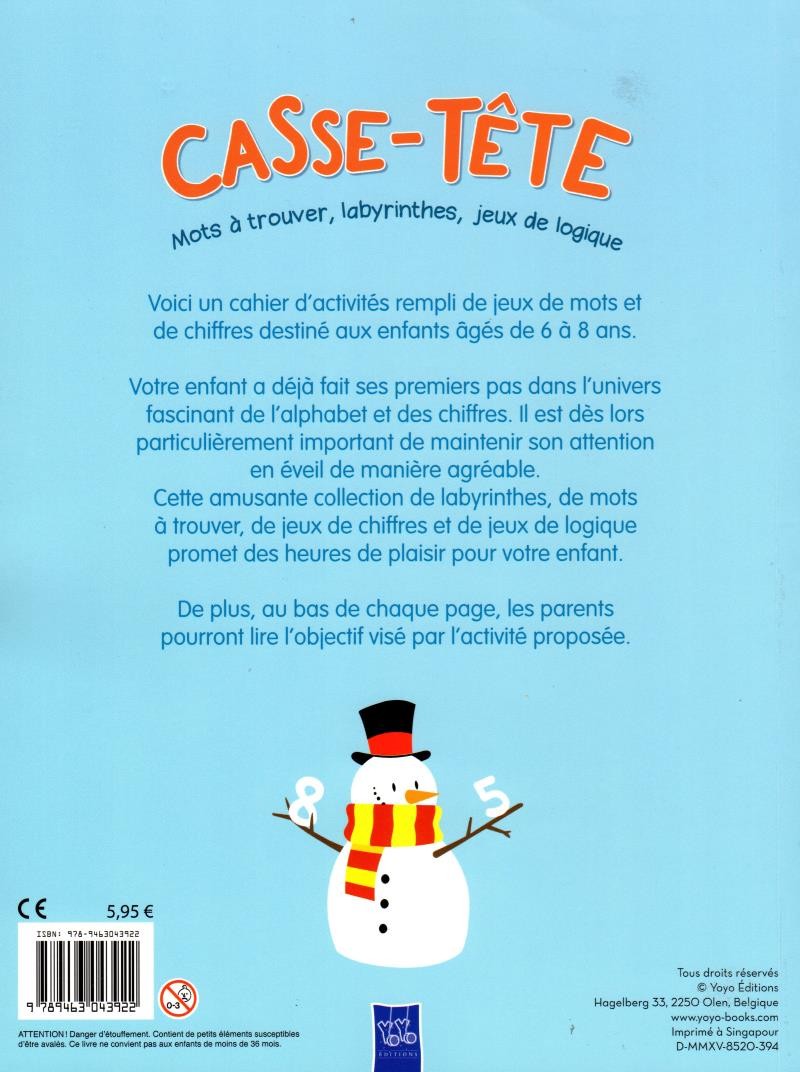 CASSE-TÊTE
Mots à trouver, labyrinthes, jeux de logique
Voici un cahier d'activités rempli de jeux de mots et
de chiffres destiné aux enfants âgés de 6 à 8 ans.
Votre enfant a déjà fait ses premiers pas dans l'univers
fascinant de l'alphabet et des chiffres. Il est dès lors
particulièrement important de maintenir son attention
en éveil de manière agréable.
Cette amusante collection de labyrinthes, de mots
à trouver, de jeux de chiffres et de jeux de logique
promet des heures de plaisir pour votre enfant.
De plus, au bas de chaque page, les parents
pourront lire l'objectif visé par l'activité proposée.
8 5
CE 5,95 €
ISBN: 978-9463043922
9 789463 043922
0-3
ATTENTION! Danger d'étouffement. Contient de petits éléments susceptibles
d'être avalés. Ce livre ne convient pas aux enfants de moins de 36 mois.
YOYO
ÉDITIONS
Tous droits réservés
© Yoyo Éditions
Hagelberg 33, 2250 Olen, Belgique
www.yoyo-books.com
Imprimé à Singapour
D-MMXV-8520-394